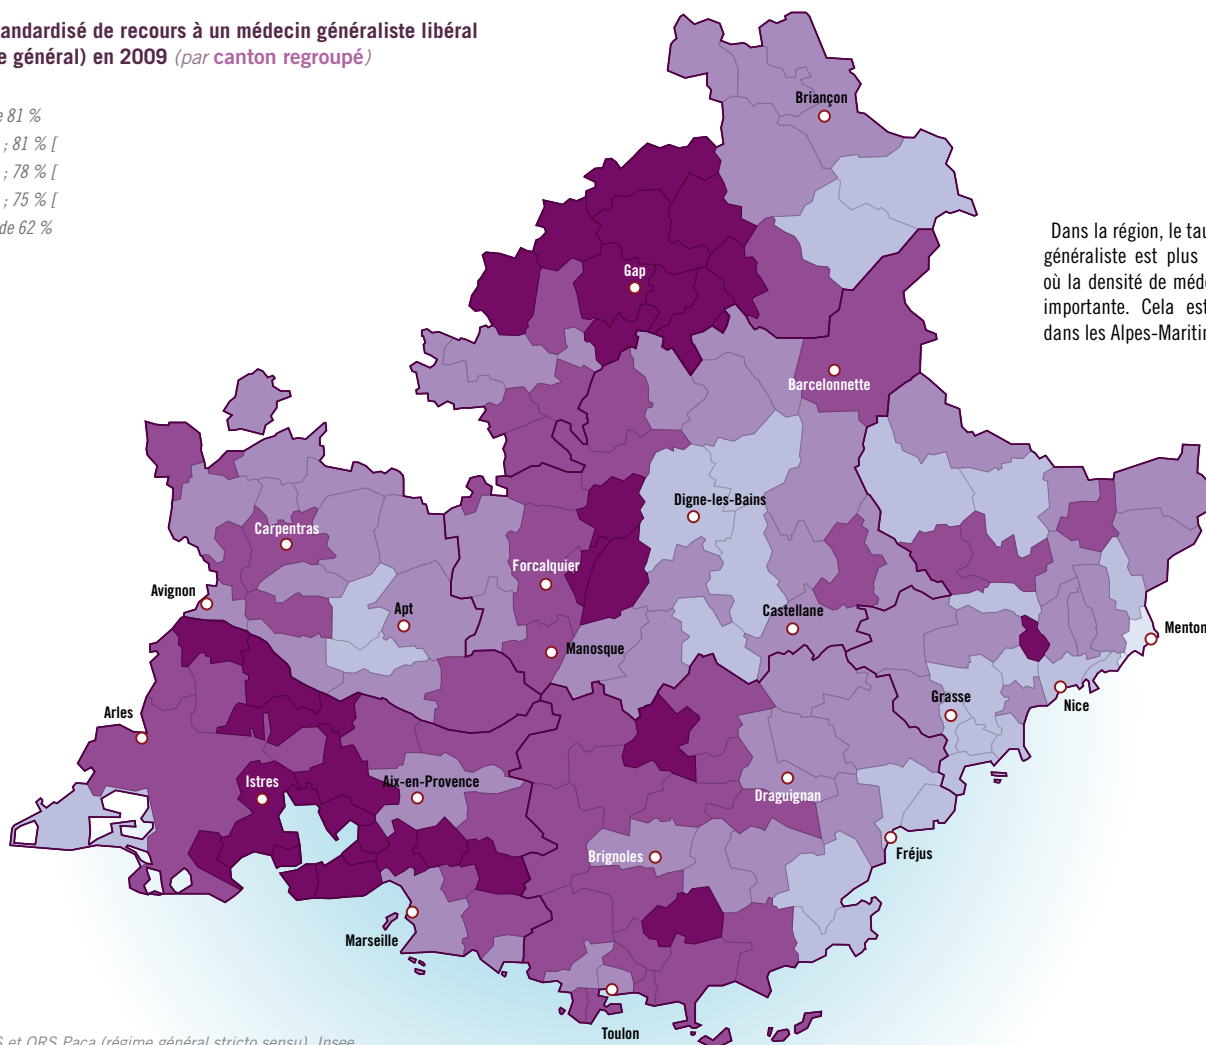 tandardisé de recours à un médecin généraliste libéral
e général) en 2009 (par canton regroupé)
e 81 %
; 81 % [
; 78 % [
; 75 % [
de 62 %
Briançon
Dans la région, le tau
généraliste est plus
où la densité de méde
importante. Cela est
dans les Alpes-Maritim
Gap
Barcelonnette
Digne-les-Bains
Carpentras
Forcalquier
Avignon
Apt
Castellane
Manosque
Menton
Grasse
Nice
Arles
Istres
Aix-en-Provence
Draguignan
Brignoles
Fréjus
Marseille
Toulon
S et ORS Paca (régime général stricto sensu), Insee